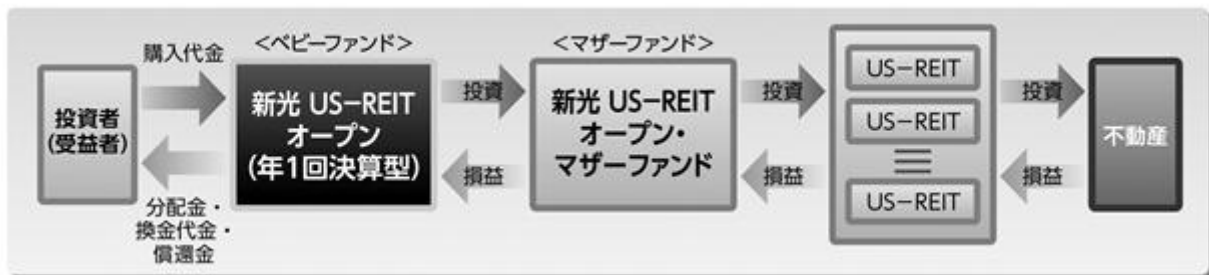 購入代金
投資者
(受益者)
分配金・
換金代金・
償還金
<ベビーファンド>
新光 US-REIT
オープン
(年1回決算型)
投資
損益
<マザーファンド>
新光 US-REIT
オープン・
マザーファンド
投資
損益
US-REIT
US-REIT
US-REIT
投資
損益
不動産